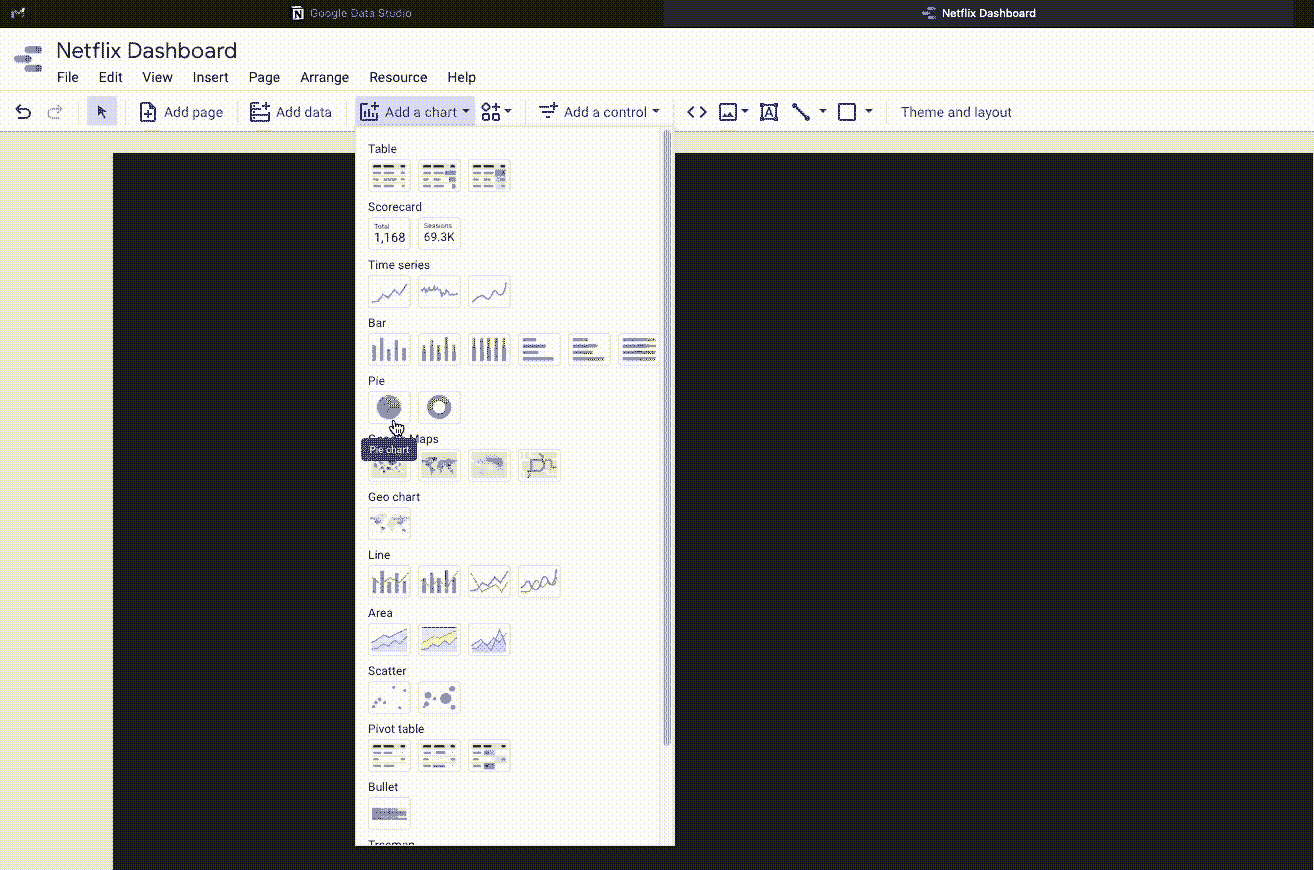 Google Data Studio
Netflix Dashboard
Netflix Dashboard
File Edit View Insert Page Arrange Resource Help
Add page Add data Add a chart Add a control Theme and layout
Table
Scorecard
Total
1,168
Sessions
69.3K
Time series
Bar
Pie
Maps
Pie chart
Geo chart
Line
Area
Scatter
Pivot table
Bullet
Treemap